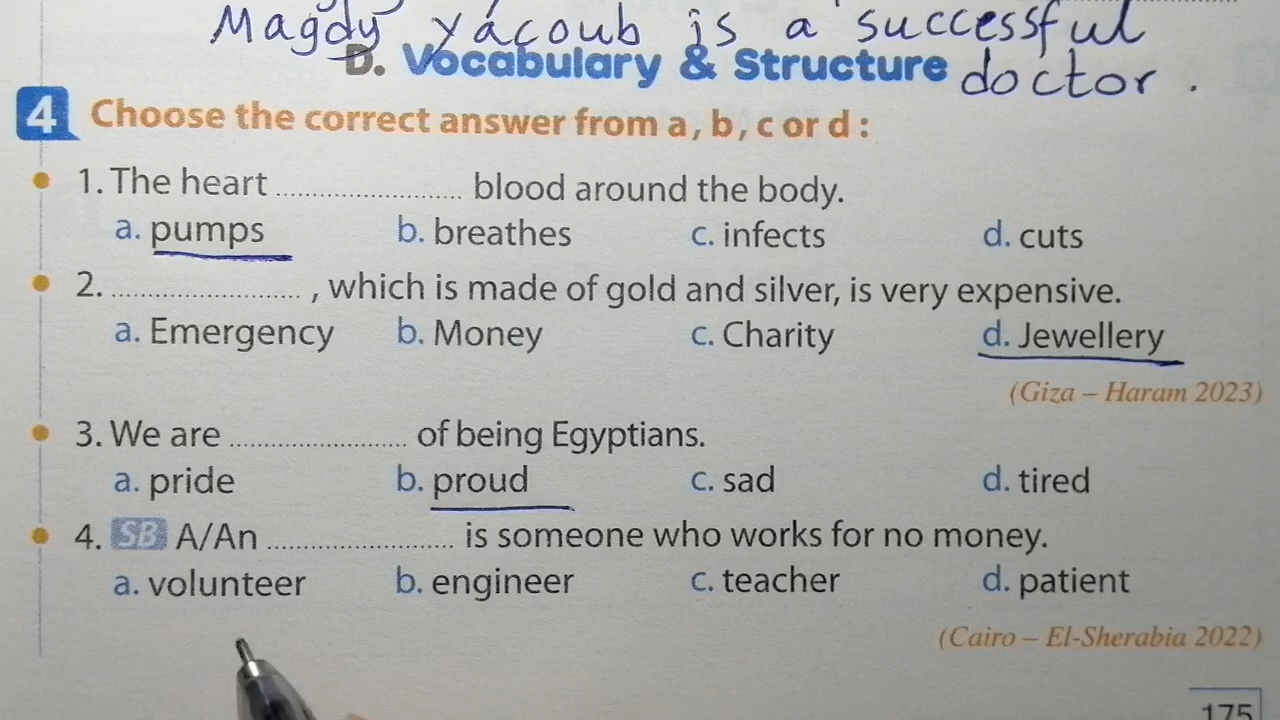 Magdy yacoub is a successful
D. Vocabulary & Structure doctor.
4 Choose the correct answer from a, b, c or d :
1. The heart ........................ blood around the body.
a. pumps b. breathes c. infects d. cuts
2. ........................ , which is made of gold and silver, is very expensive.
a. Emergency b. Money c. Charity d. Jewellery
(Giza – Haram 2023)
3. We are ........................ of being Egyptians.
a. pride b. proud c. sad d. tired
4. SB A/An ........................ is someone who works for no money.
a. volunteer b. engineer c. teacher d. patient
(Cairo – El-Sherabia 2022)
175